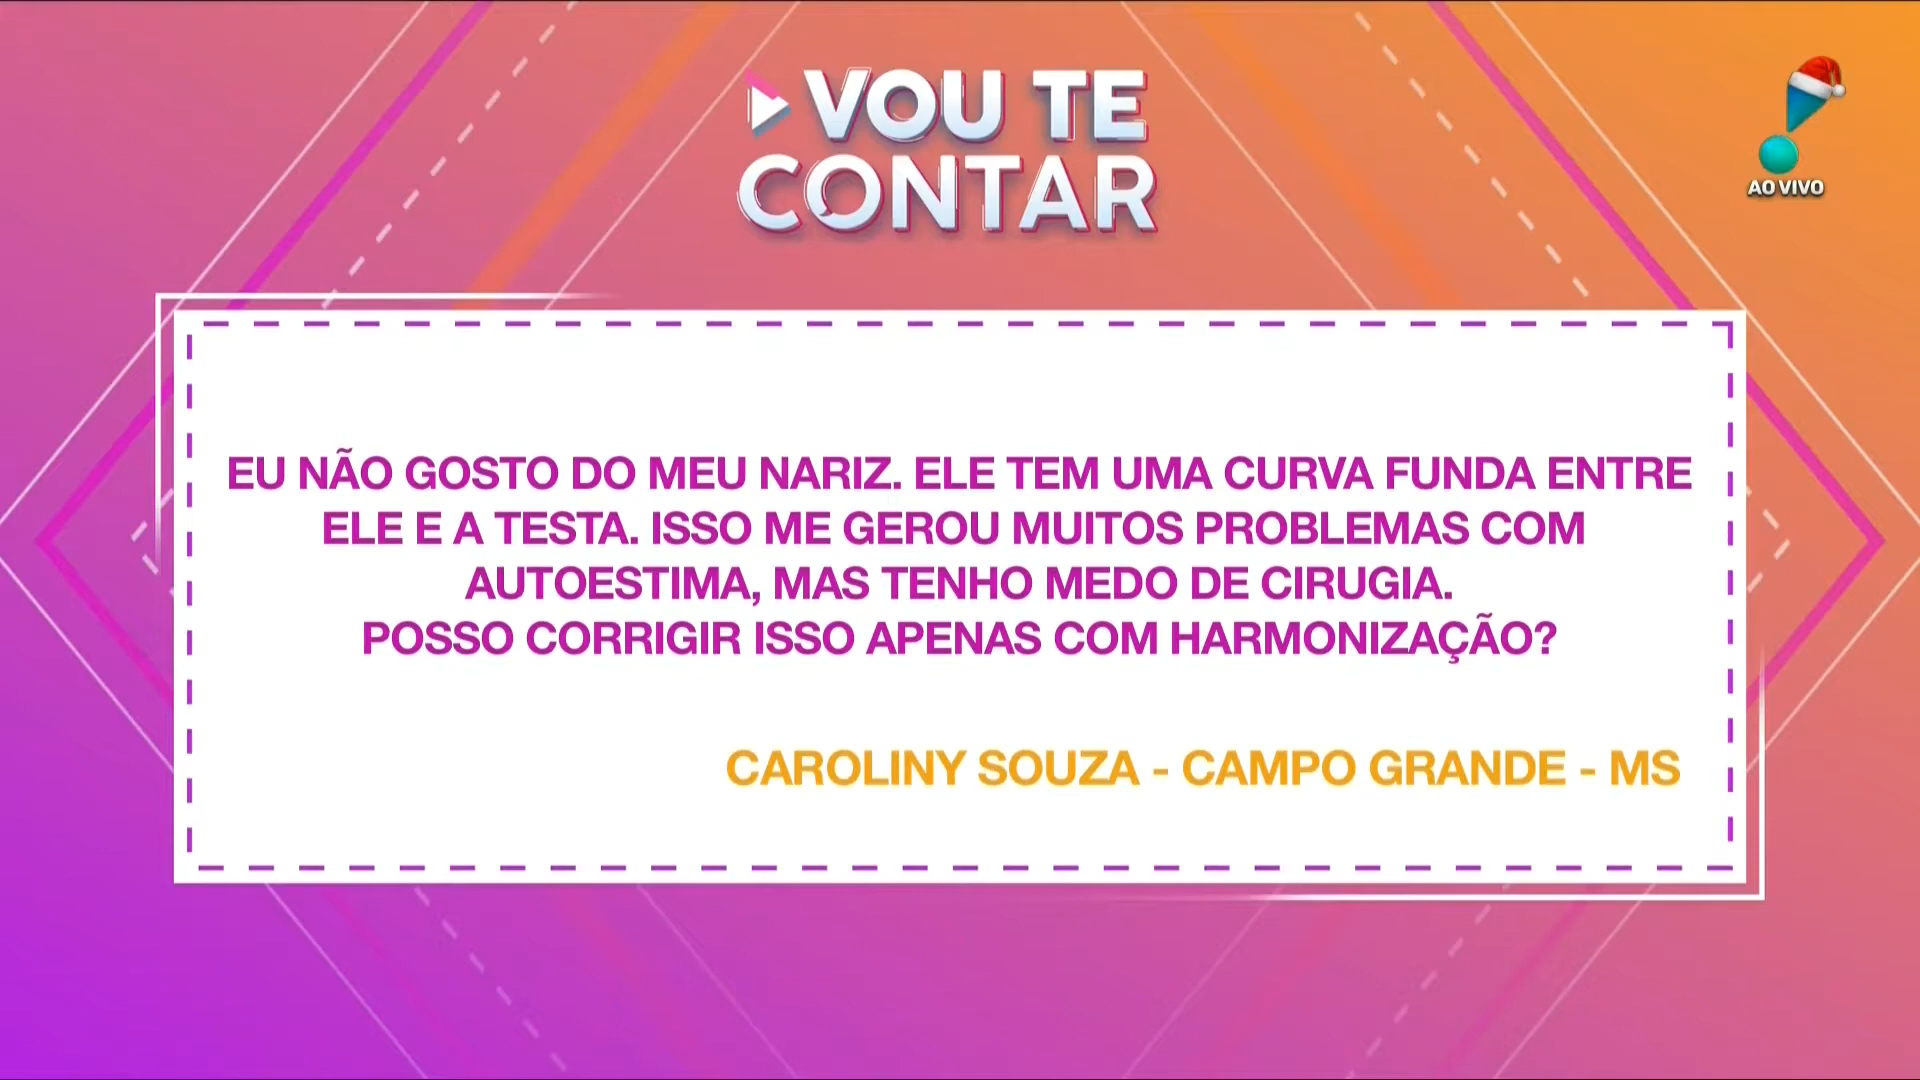 VOU TE
CONTAR
AO VIVO
EU NÃO GOSTO DO MEU NARIZ. ELE TEM UMA CURVA FUNDA ENTRE
ELE E A TESTA. ISSO ME GEROU MUITOS PROBLEMAS COM
AUTOESTIMA, MAS TENHO MEDO DE CIRUGIA.
POSSO CORRIGIR ISSO APENAS COM HARMONIZAÇÃO?
CAROLINY SOUZA - CAMPO GRANDE - MS